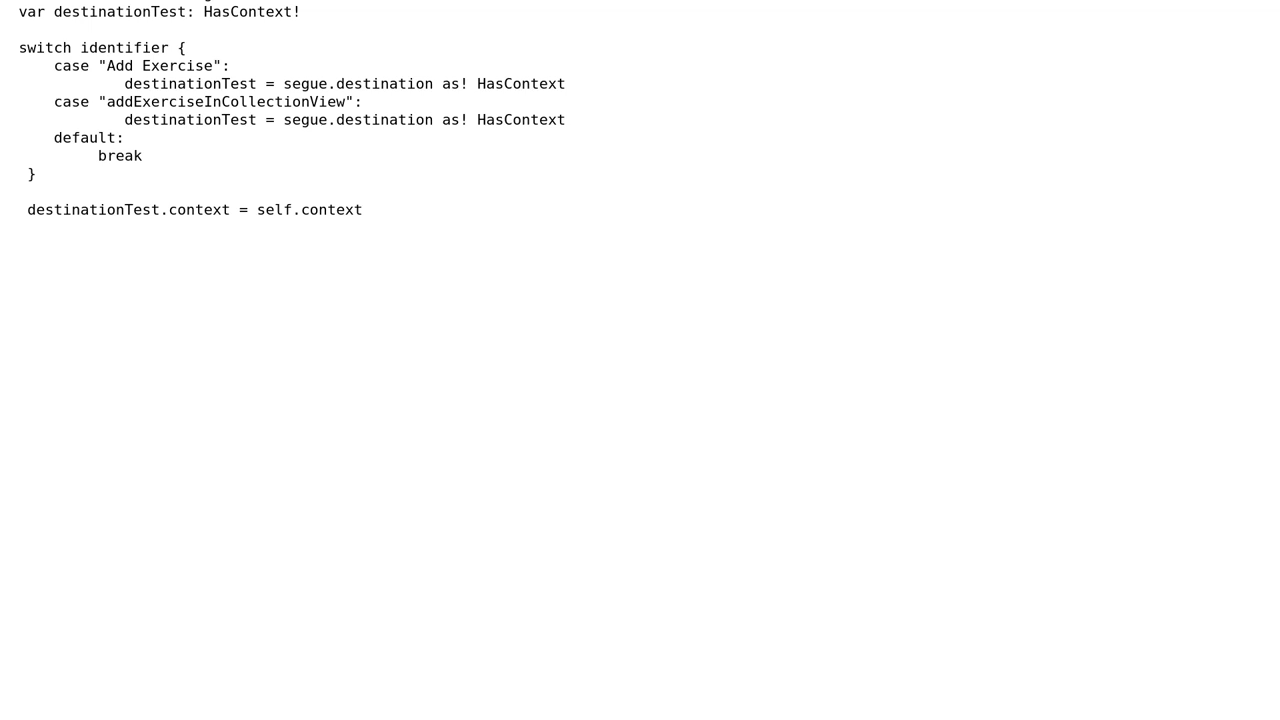 var destinationTest: HasContext!
switch identifier {
case "Add Exercise":
destinationTest = segue.destination as! HasContext
case "addExerciseInCollectionView":
destinationTest = segue.destination as! HasContext
default:
break
}
destinationTest.context = self.context